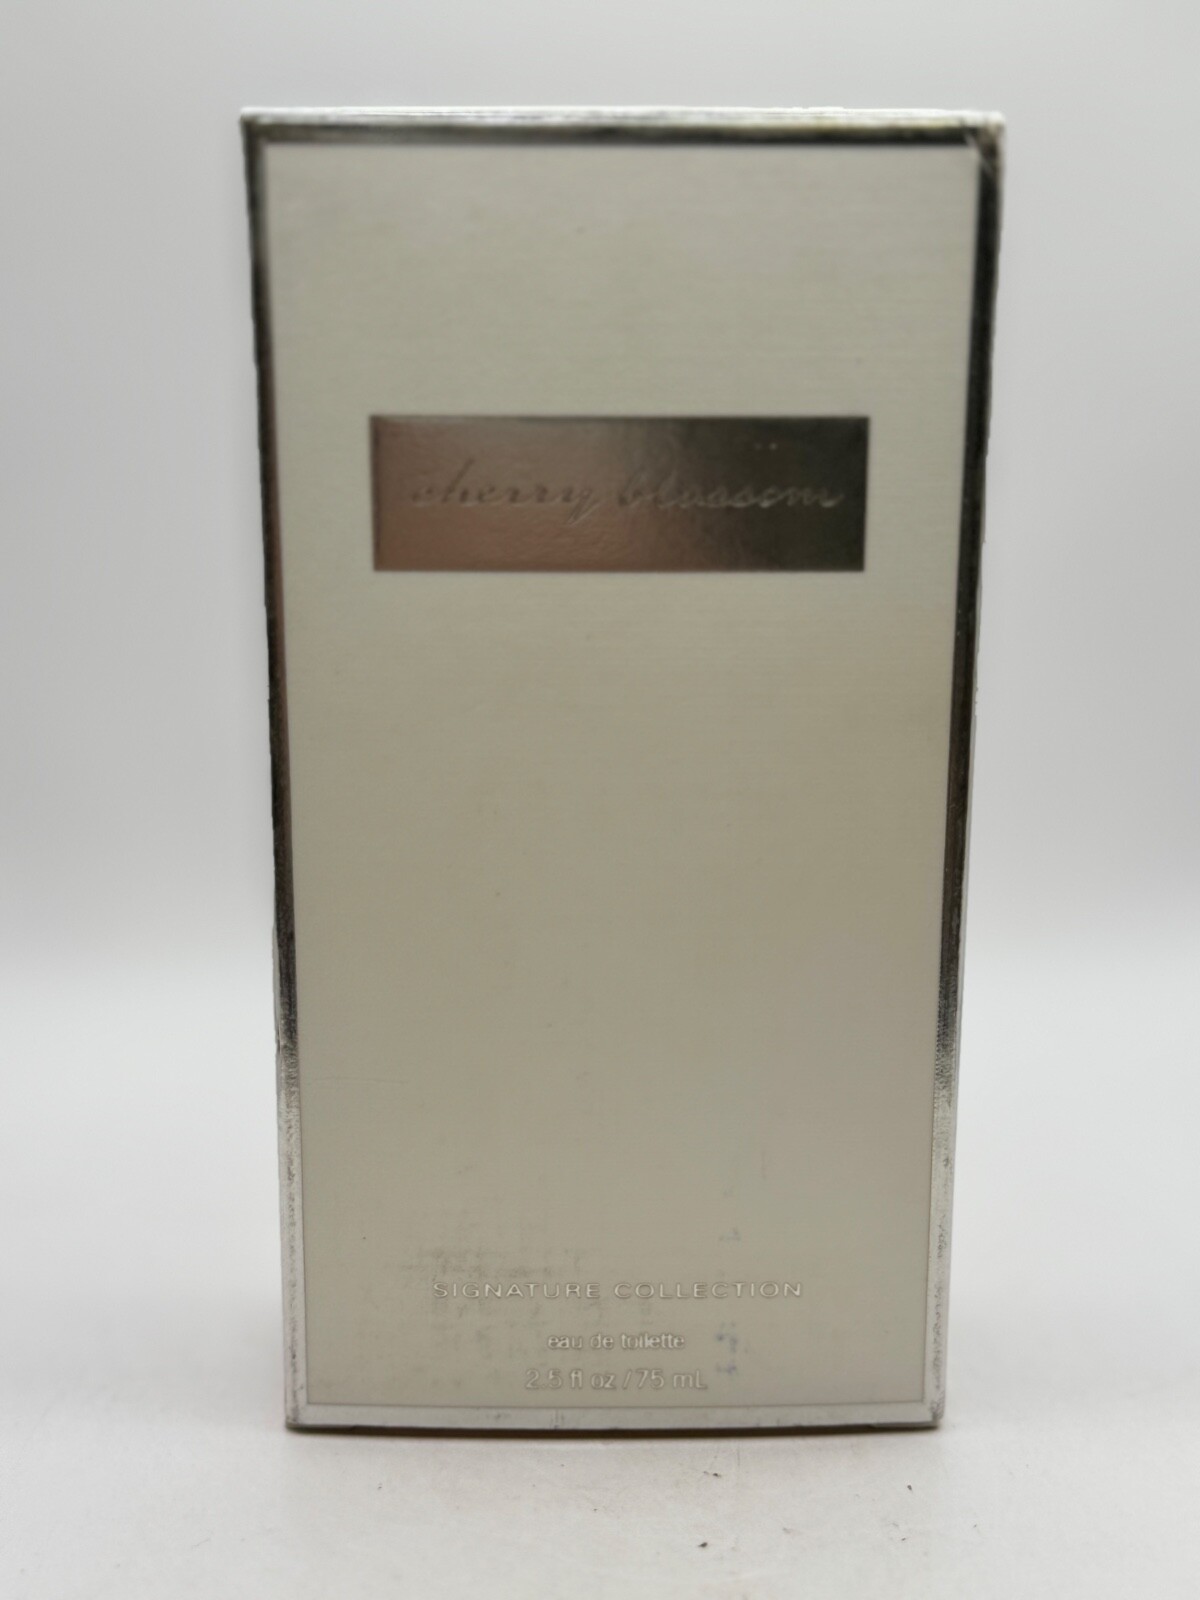 cherry blossom
SIGNATURE COLLECTION
eau de toilette
2.5 fl oz / 75 mL